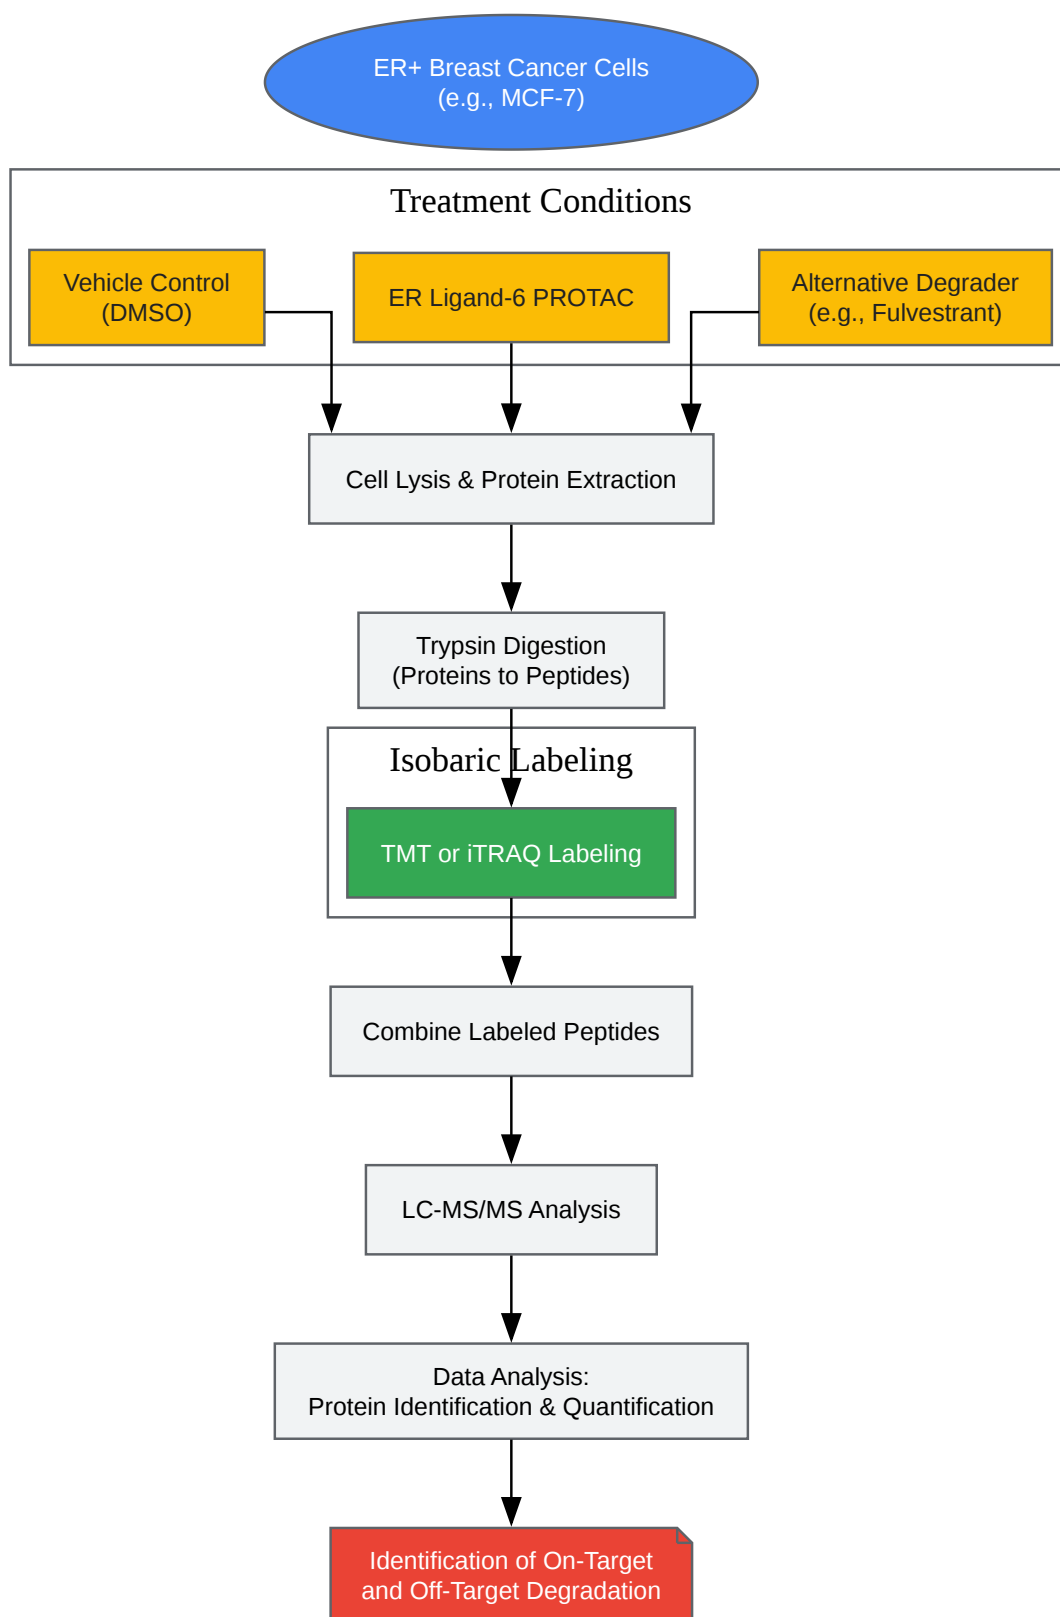 ER+ Breast Cancer Cells
(e.g., MCF-7)
Treatment Conditions
Vehicle Control
(DMSO)
ER Ligand-6 PROTAC
Alternative Degrader
(e.g., Fulvestrant)
Cell Lysis & Protein Extraction
Trypsin Digestion
(Proteins to Peptides)
Isobaric Labeling
TMT or iTRAQ Labeling
Combine Labeled Peptides
LC-MS/MS Analysis
Data Analysis:
Protein Identification & Quantification
Identification of On-Target
and Off-Target Degradation